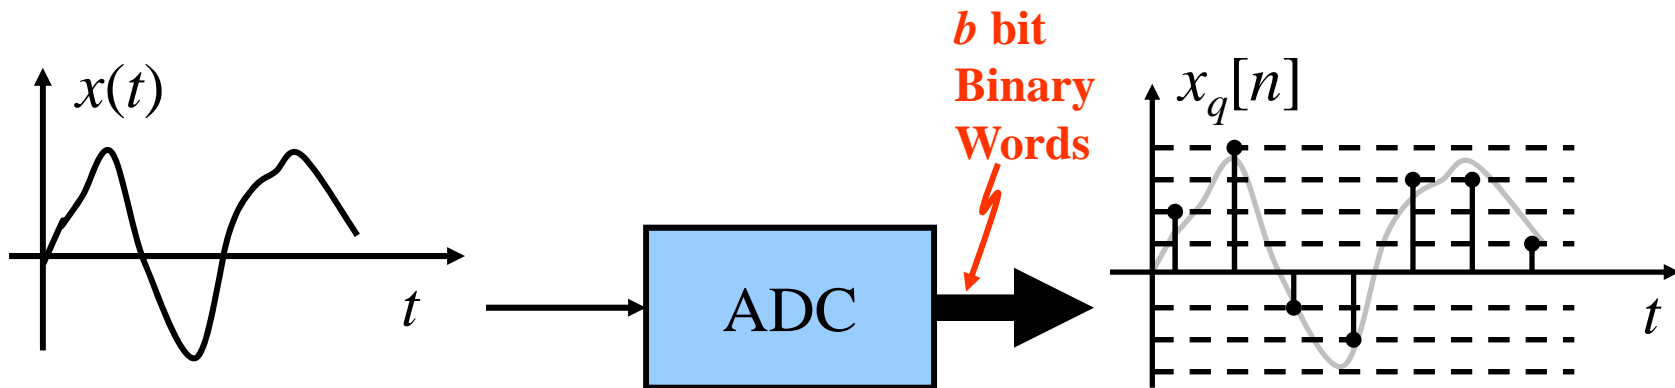 x(t)
t
ADC
b bit
Binary
Words
x_q[n]
t